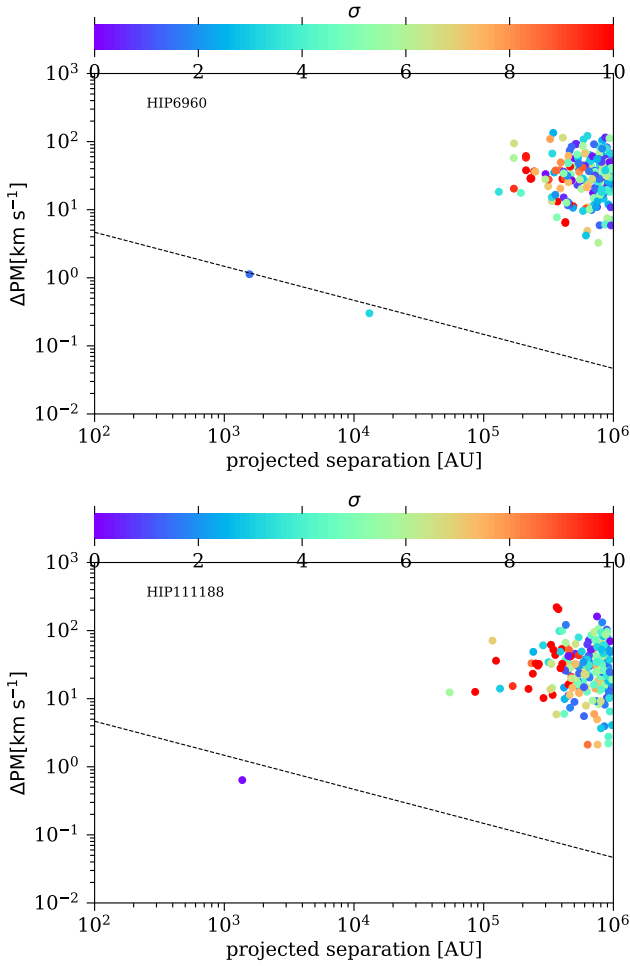 σ
0 2 4 6 8 10
10³
HIP6960
10²
10¹
10⁰
10⁻¹
10⁻²
ΔPM[km s⁻¹]
10² 10³ 10⁴ 10⁵ 10⁶
projected separation [AU]
σ
0 2 4 6 8 10
10³
HIP111188
10²
10¹
10⁰
10⁻¹
10⁻²
ΔPM[km s⁻¹]
10² 10³ 10⁴ 10⁵ 10⁶
projected separation [AU]